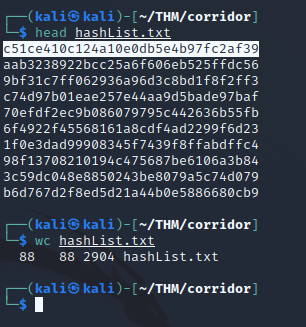 ┌──(kali㉿kali)-[~/THM/corridor]
└─$ head hashList.txt
c51ce410c124a10e0db5e4b97fc2af39
aab3238922bcc25a6f606eb525ffdc56
9bf31c7ff062936a96d3c8bd1f8f2ff3
c74d97b01eae257e44aa9d5bade97baf
70efdf2ec9b086079795c442636b55fb
6f4922f45568161a8cdf4ad2299f6d23
1f0e3dad99908345f7439f8ffabdffc4
98f13708210194c475687be6106a3b84
3c59dc048e8850243be8079a5c74d079
b6d767d2f8ed5d21a44b0e5886680cb9
┌──(kali㉿kali)-[~/THM/corridor]
└─$ wc hashList.txt
88 88 2904 hashList.txt
┌──(kali㉿kali)-[~/THM/corridor]
└─$